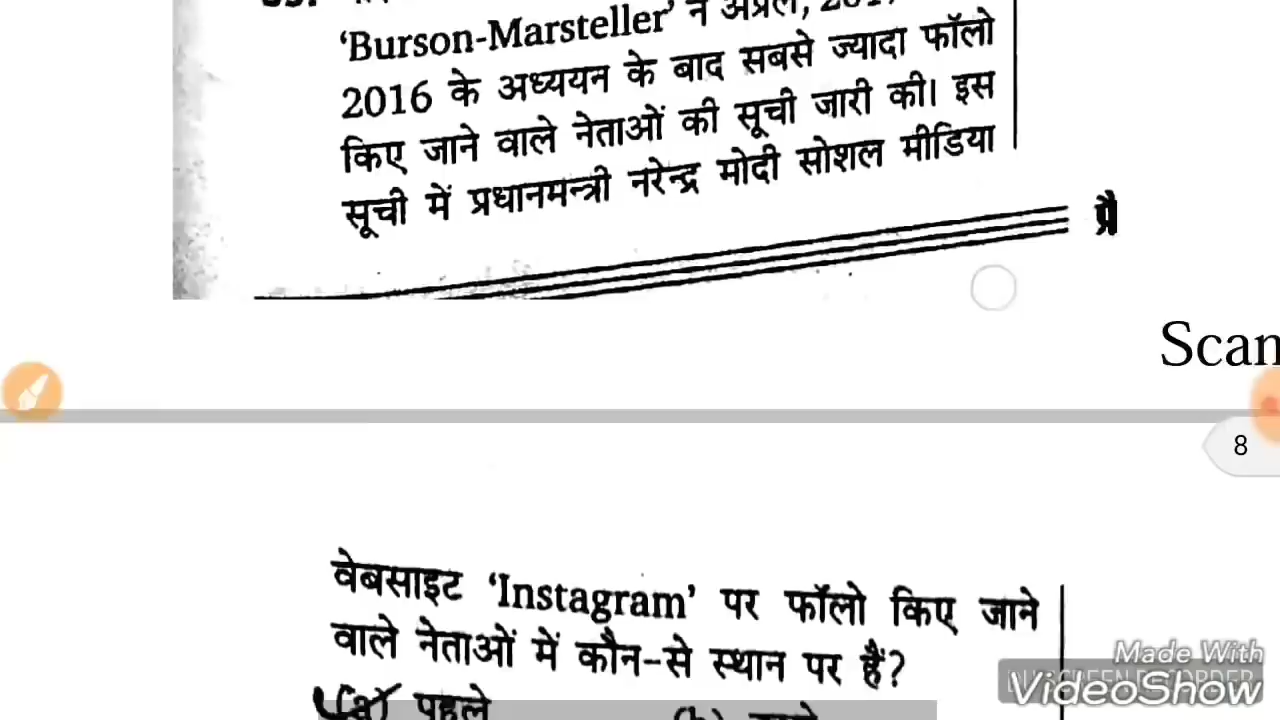 'Burson-Marsteller' ने अप्रैल,
2016 के अध्ययन के बाद सबसे ज्यादा फॉलो
किए जाने वाले नेताओं की सूची जारी की। इस
सूची में प्रधानमन्त्री नरेन्द्र मोदी सोशल मीडिया
Scan
8
वेबसाइट 'Instagram' पर फॉलो किए जाने
वाले नेताओं में कौन-से स्थान पर हैं?
(a) पहले (b)
Made With
VideoShow